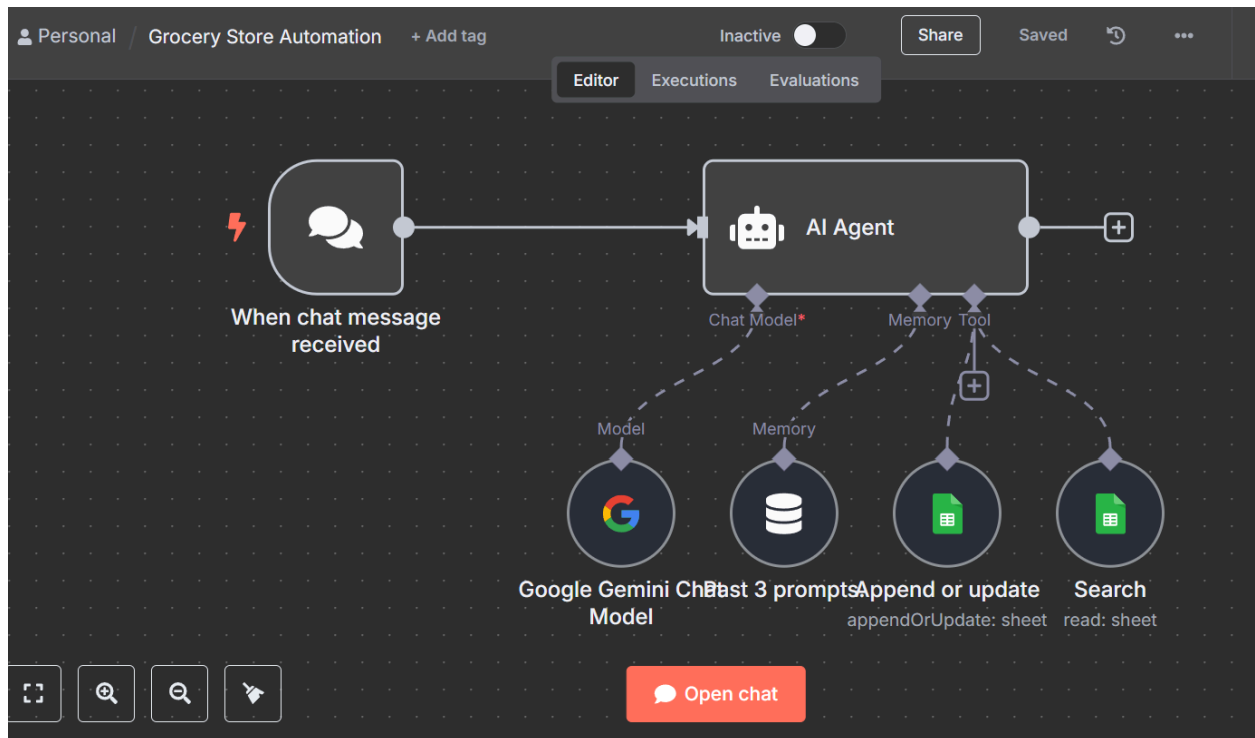 Personal / Grocery Store Automation + Add tag Inactive Share Saved
Editor Executions Evaluations
AI Agent
When chat message
received
Chat Model* Memory Tool
Model Memory
Google Gemini Chat Past 3 prompts Append or update Search
Model appendOrUpdate: sheet read: sheet
Open chat